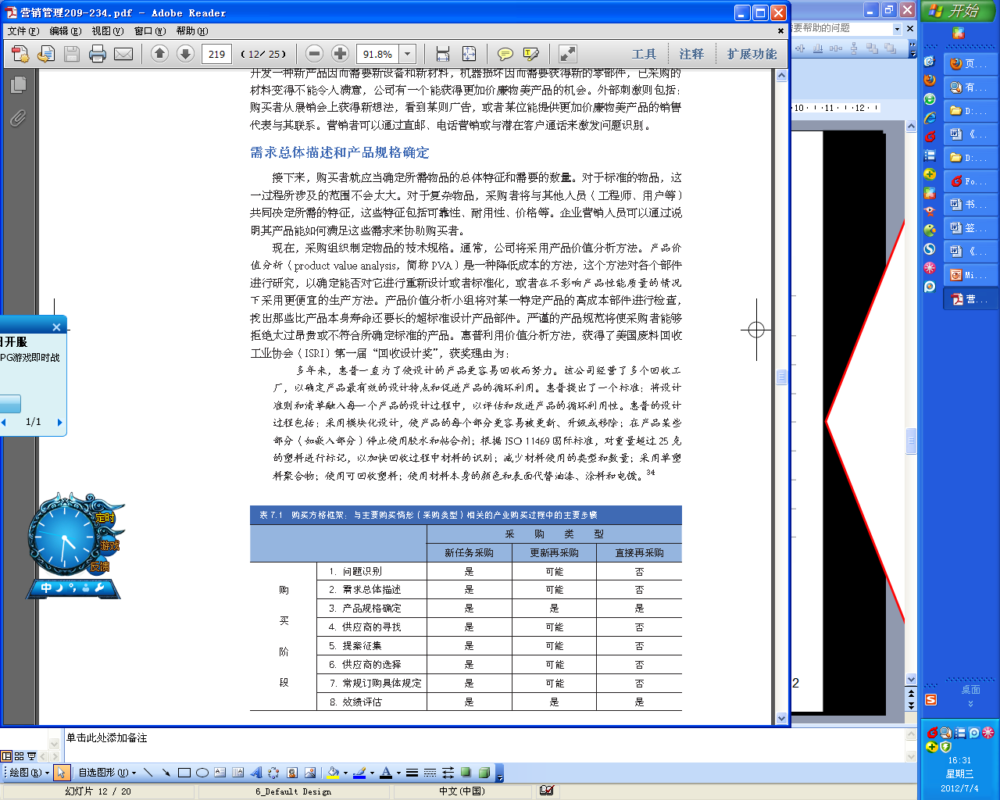 营销管理209-234.pdf - Adobe Reader
文件(F) 编辑(E) 视图(V) 窗口(W) 帮助(H)
219 (12/ 25) 91.8% 工具 注释 扩展功能
开发一种新产品因而需要新设备和新材料，机器损坏因而需要获得新的零部件，已采购的
材料变得不能令人满意，公司有一个能获得更加价廉物美产品的机会。外部刺激则包括：
购买者从展销会上获得新想法，看到某则广告，或者某位能提供更加价廉物美产品的销售
代表与其联系。营销者可以通过直邮、电话营销或与潜在客户通话来激发问题识别。
需求总体描述和产品规格确定
接下来，购买者就应当确定所需物品的总体特征和需要的数量。对于标准的物品，这
一过程所涉及的范围不会太大。对于复杂物品，采购者将与其他人员（工程师、用户等）
共同决定所需的特征，这些特征包括可靠性、耐用性、价格等。企业营销人员可以通过说
明其产品能如何满足这些需求来协助购买者。
现在，采购组织制定物品的技术规格。通常，公司将采用产品价值分析方法。产品价
值分析（product value analysis，简称 PVA）是一种降低成本的方法，这个方法对各个部件
进行研究，以确定能否对它进行重新设计或者标准化，或者在不影响产品性能质量的情况
下采用更便宜的生产方法。产品价值分析小组将对某一特定产品的高成本部件进行检查，
找出那些比产品本身寿命还要长的超标准设计产品部件。严谨的产品规范将使采购者能够
拒绝太过昂贵或不符合所确定标准的产品。惠普利用价值分析方法，获得了美国废料回收
工业协会（ISRI）第一届“回收设计奖”，获奖理由为：
多年来，惠普一直为了使设计的产品更容易回收而努力。该公司经营了多个回收工
厂，以确定产品最有效的设计特点和促进产品的循环利用。惠普提出了一个标准：将设计
准则和清单融入每一个产品的设计过程中，以评估和改进产品的循环利用性。惠普的设计
过程包括：采用模块化设计，使产品的每个部分更容易被更新、升级或移除；在产品某些
部分（如嵌入部分）停止使用胶水和粘合剂；根据 ISO 11469 国际标准，对重量超过 25 克
的塑料进行标记，以加快回收过程中材料的识别；减少材料使用的类型和数量；采用单塑
料聚合物；使用可回收塑料；使用材料本身的颜色和表面代替油漆、涂料和电镀。34
表 7.1 购买方格框架：与主要购买情形（采购类型）相关的产业购买过程中的主要步骤
采 购 类 型
新任务采购 更新再采购 直接再采购
购买阶段
1. 问题识别 是 可能 否
2. 需求总体描述 是 可能 否
3. 产品规格确定 是 是 是
4. 供应商的寻找 是 可能 否
5. 提案征集 是 可能 否
6. 供应商的选择 是 可能 否
7. 常规订购具体规定 是 可能 否
8. 效绩评估 是 是 是
日开服
PG游戏即时战
1/1
定时
游戏
反馈
中
要帮助的问题
10 11 12
2
单击此处添加备注
绘图(R) 自选图形(U)
幻灯片 12 / 20 6_Default Design 中文(中国)
开始
页...
有...
D:...
《...
D:...
Fo...
书...
签...
《...
Mi...
营...
桌面
16:31
星期三
2012/7/4